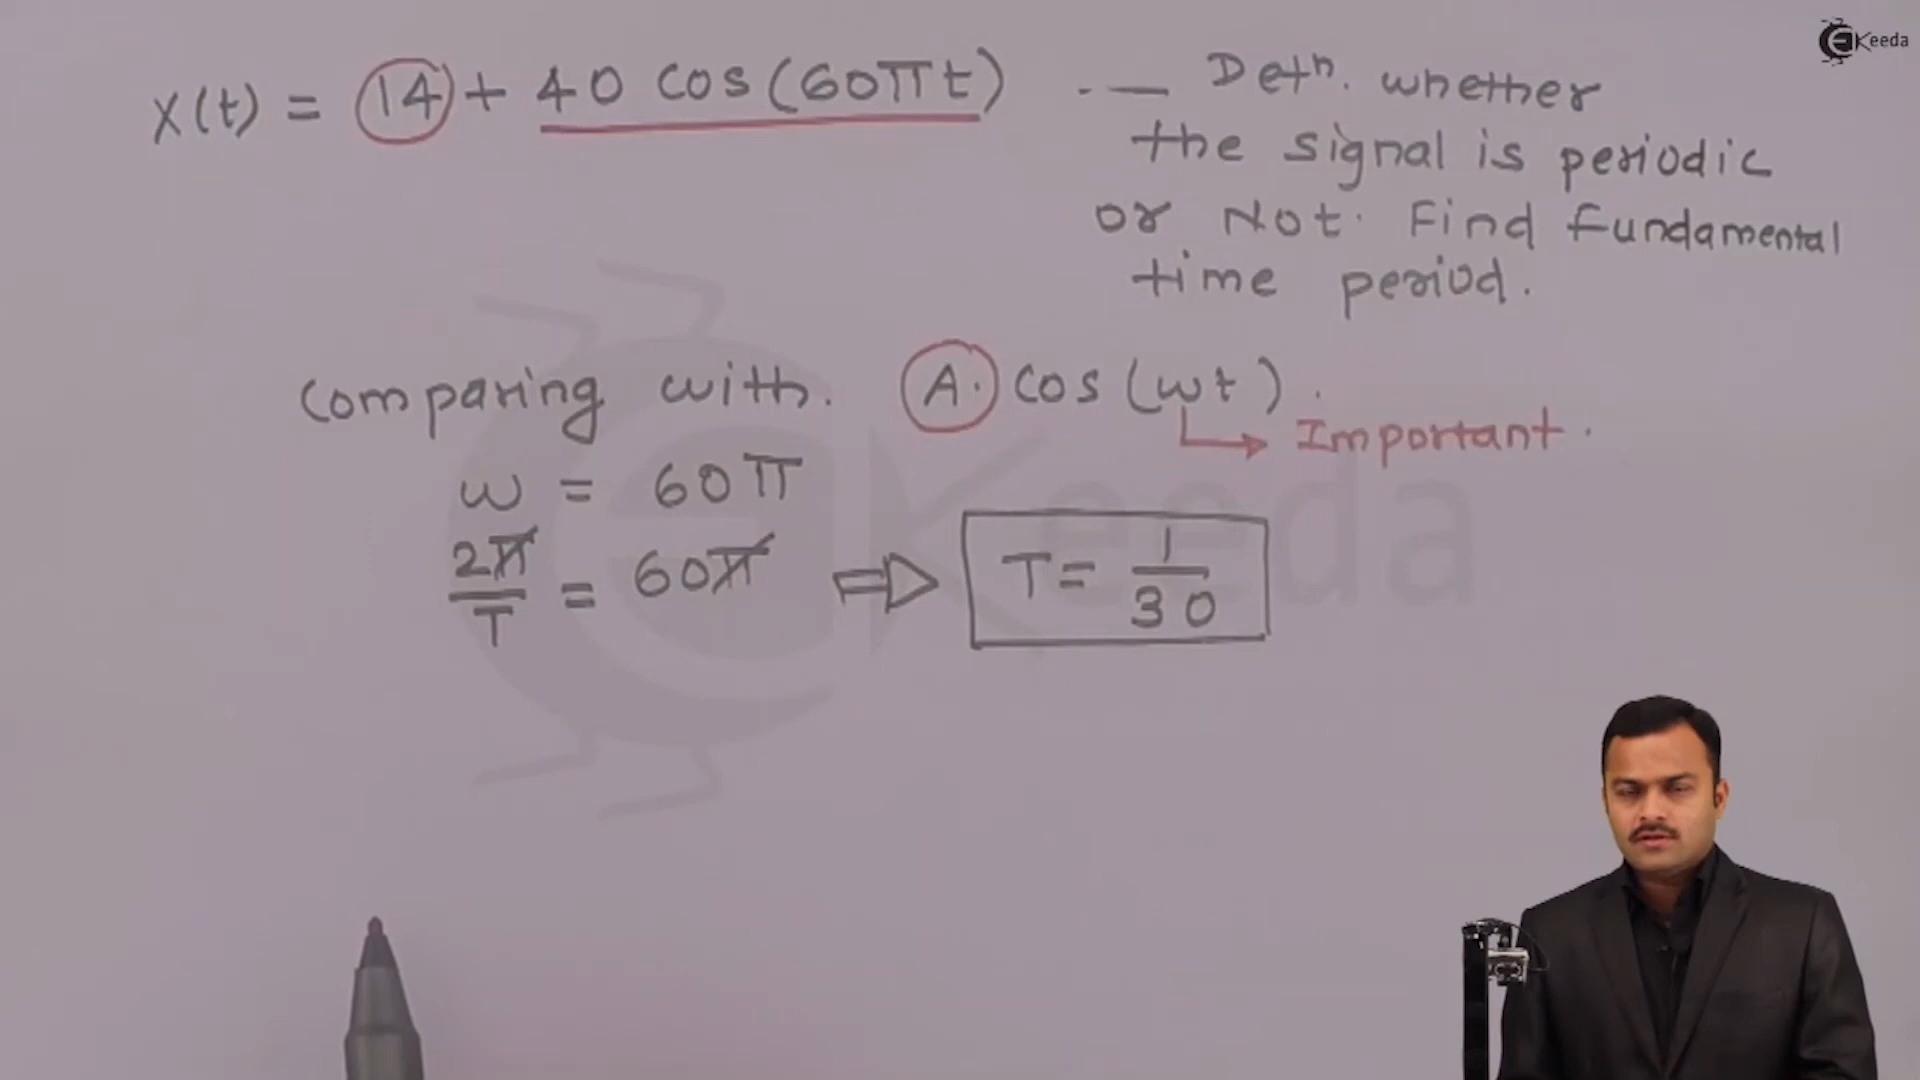 EKeeda
x(t) = 14 + 40 cos(60πt) -— Detⁿ. whether
the signal is periodic
or Not. Find fundamental
time period.
Comparing with. A. cos(ωt).
Important.
ω = 60π
2π/T = 60π ⇒ T = 1/30
Keeda